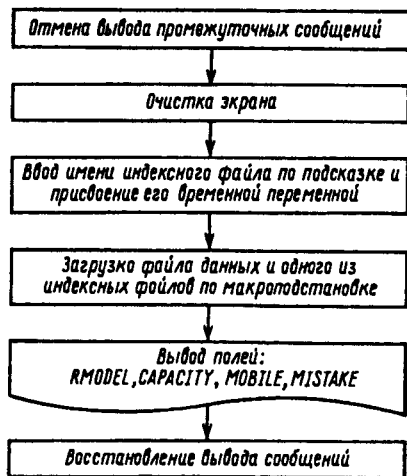 Отмена вывода промежуточных сообщений
Очистка экрана
Ввод имени индексного файла по подсказке и
присвоение его временной переменной
Загрузка файла данных и одного из
индексных файлов по макроподстановке
Вывод полей:
RMODEL, CAPACITY, MOBILE, MISTAKE
Восстановление вывода сообщений